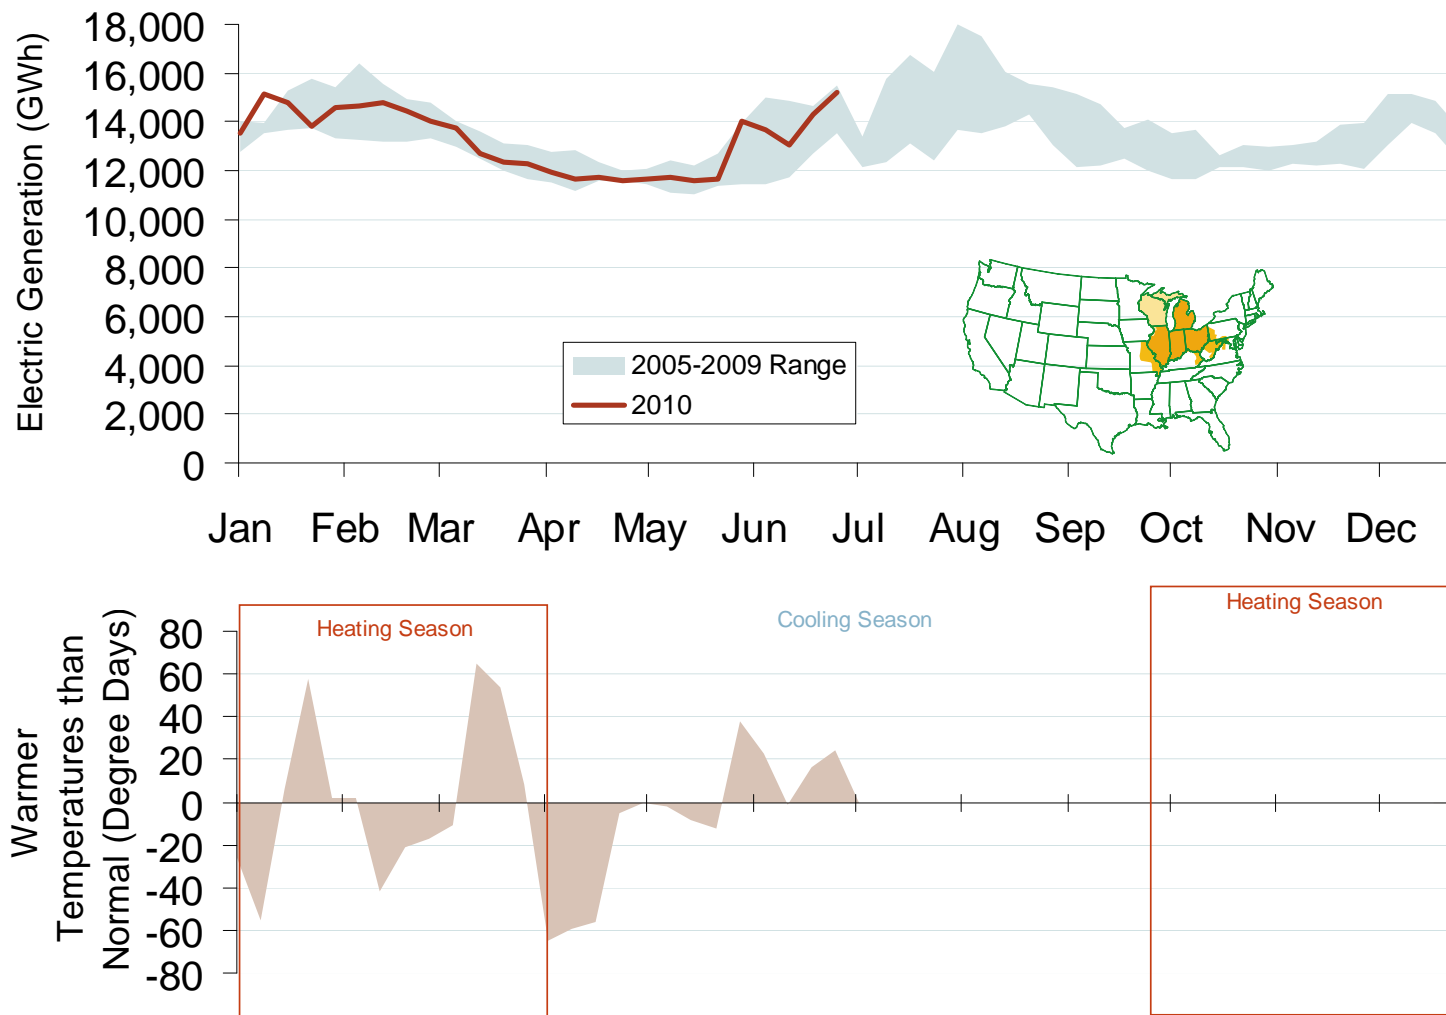 Electric Generation (GWh)
18,000
16,000
14,000
12,000
10,000
8,000
6,000
4,000
2,000
0
2005-2009 Range
2010
Jan Feb Mar Apr May Jun Jul Aug Sep Oct Nov Dec
Warmer
Temperatures than
Normal (Degree Days)
80
60
40
20
0
-20
-40
-60
-80
Heating Season
Cooling Season
Heating Season